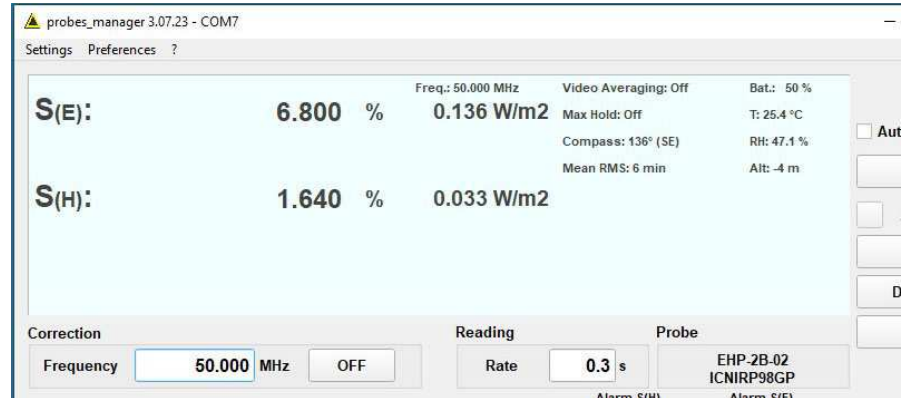 probes_manager 3.07.23 - COM7
Settings Preferences ?
Freq.: 50.000 MHz Video Averaging: Off Bat.: 50 %
S(E): 6.800 % 0.136 W/m2 Max Hold: Off T: 25.4 °C
Compass: 136° (SE) RH: 47.1 %
Mean RMS: 6 min Alt: -4 m
S(H): 1.640 % 0.033 W/m2
Aut
D
Correction Reading Probe
Frequency 50.000 MHz OFF Rate 0.3 s EHP-2B-02
ICNIRP98GP
Alarm S(H) Alarm S(E)